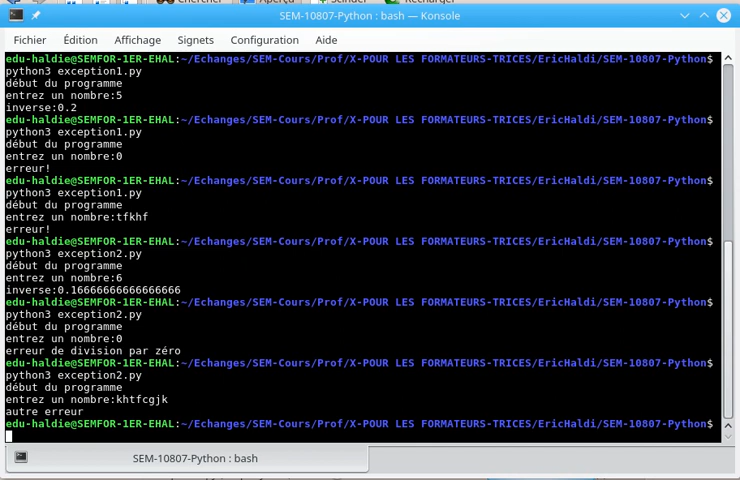 SEM-10807-Python : bash — Konsole
Fichier Édition Affichage Signets Configuration Aide
edu-haldie@SEMFOR-1ER-EHAL:~/Echanges/SEM-Cours/Prof/X-POUR LES FORMATEURS-TRICES/EricHaldi/SEM-10807-Python$
python3 exception1.py
début du programme
entrez un nombre:5
inverse:0.2
edu-haldie@SEMFOR-1ER-EHAL:~/Echanges/SEM-Cours/Prof/X-POUR LES FORMATEURS-TRICES/EricHaldi/SEM-10807-Python$
python3 exception1.py
début du programme
entrez un nombre:0
erreur!
edu-haldie@SEMFOR-1ER-EHAL:~/Echanges/SEM-Cours/Prof/X-POUR LES FORMATEURS-TRICES/EricHaldi/SEM-10807-Python$
python3 exception1.py
début du programme
entrez un nombre:tfkhf
erreur!
edu-haldie@SEMFOR-1ER-EHAL:~/Echanges/SEM-Cours/Prof/X-POUR LES FORMATEURS-TRICES/EricHaldi/SEM-10807-Python$
python3 exception2.py
début du programme
entrez un nombre:6
inverse:0.16666666666666666
edu-haldie@SEMFOR-1ER-EHAL:~/Echanges/SEM-Cours/Prof/X-POUR LES FORMATEURS-TRICES/EricHaldi/SEM-10807-Python$
python3 exception2.py
début du programme
entrez un nombre:0
erreur de division par zéro
edu-haldie@SEMFOR-1ER-EHAL:~/Echanges/SEM-Cours/Prof/X-POUR LES FORMATEURS-TRICES/EricHaldi/SEM-10807-Python$
python3 exception2.py
début du programme
entrez un nombre:khtfcgjk
autre erreur
edu-haldie@SEMFOR-1ER-EHAL:~/Echanges/SEM-Cours/Prof/X-POUR LES FORMATEURS-TRICES/EricHaldi/SEM-10807-Python$
SEM-10807-Python : bash